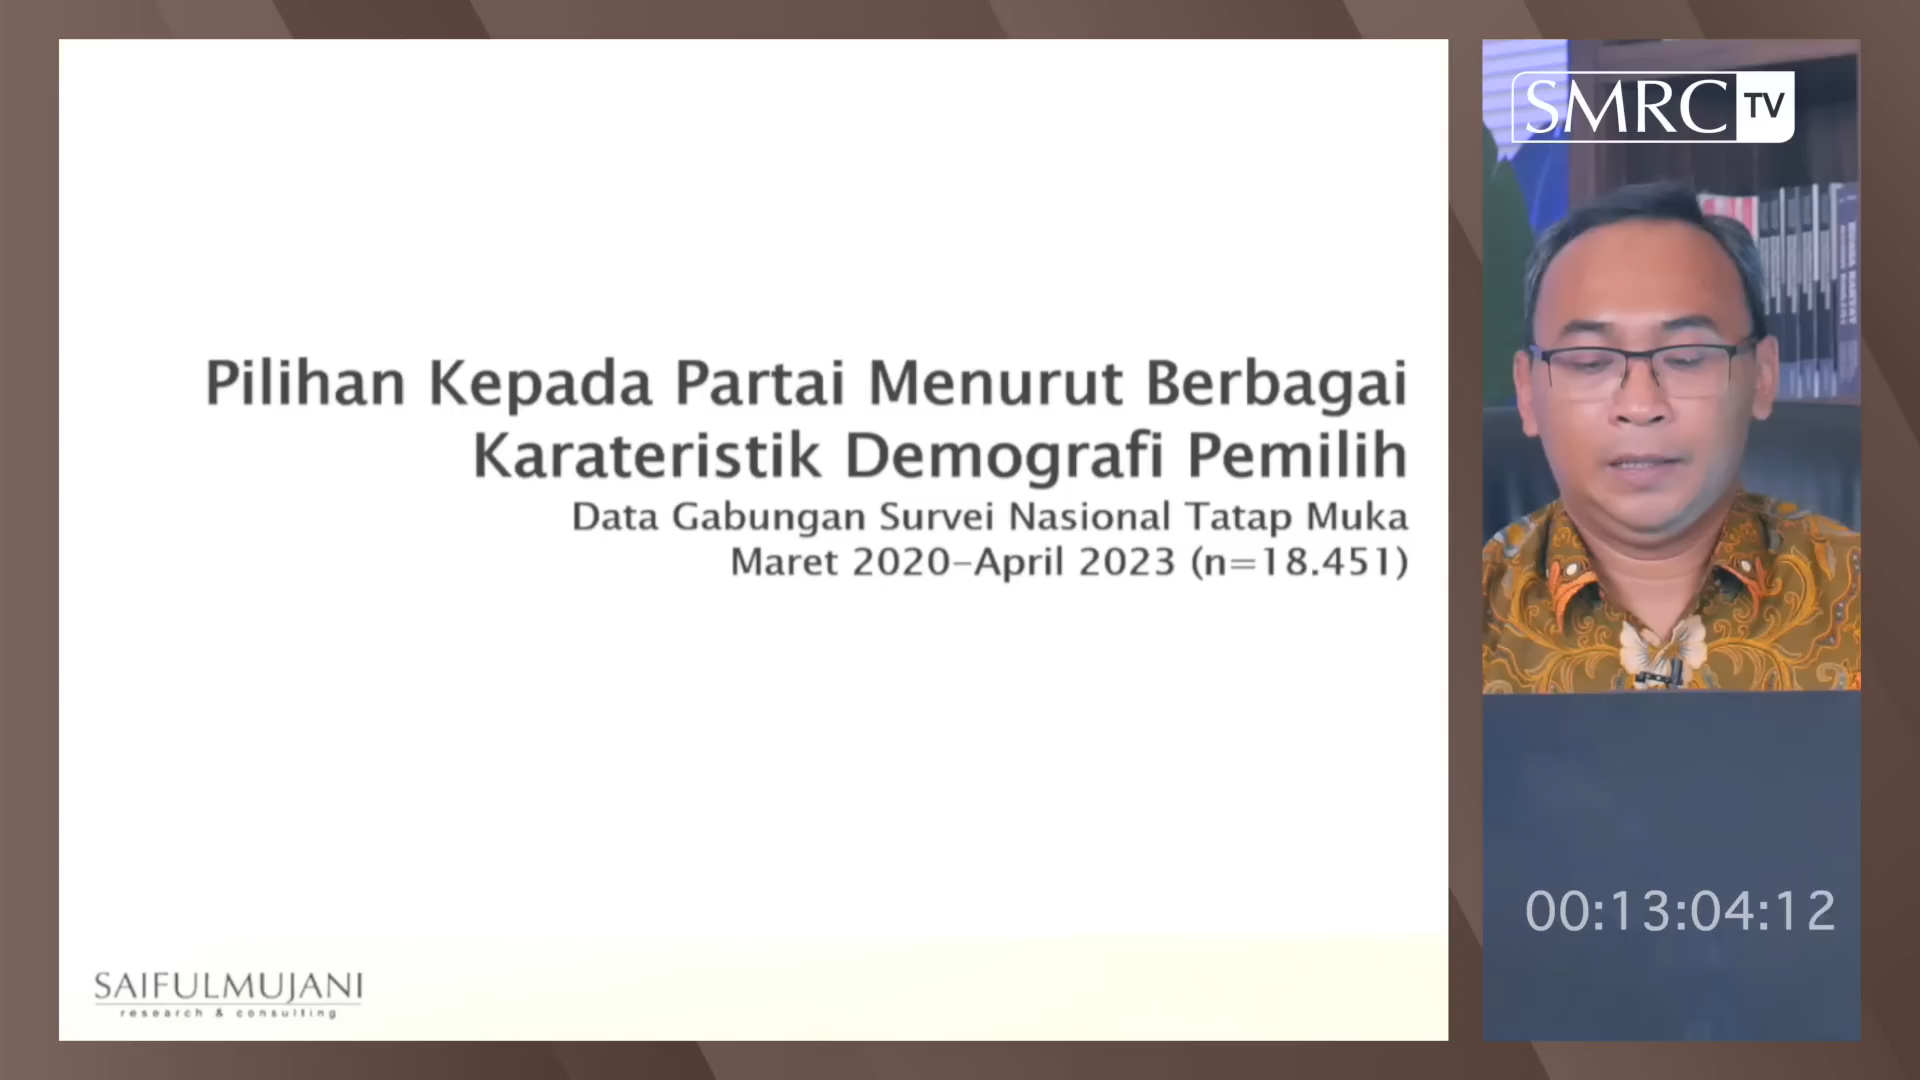 Pilihan Kepada Partai Menurut Berbagai
Karateristik Demografi Pemilih
Data Gabungan Survei Nasional Tatap Muka
Maret 2020-April 2023 (n=18.451)
SAIFULMUJANI
research & consulting
SMRC TV
00:13:04:12